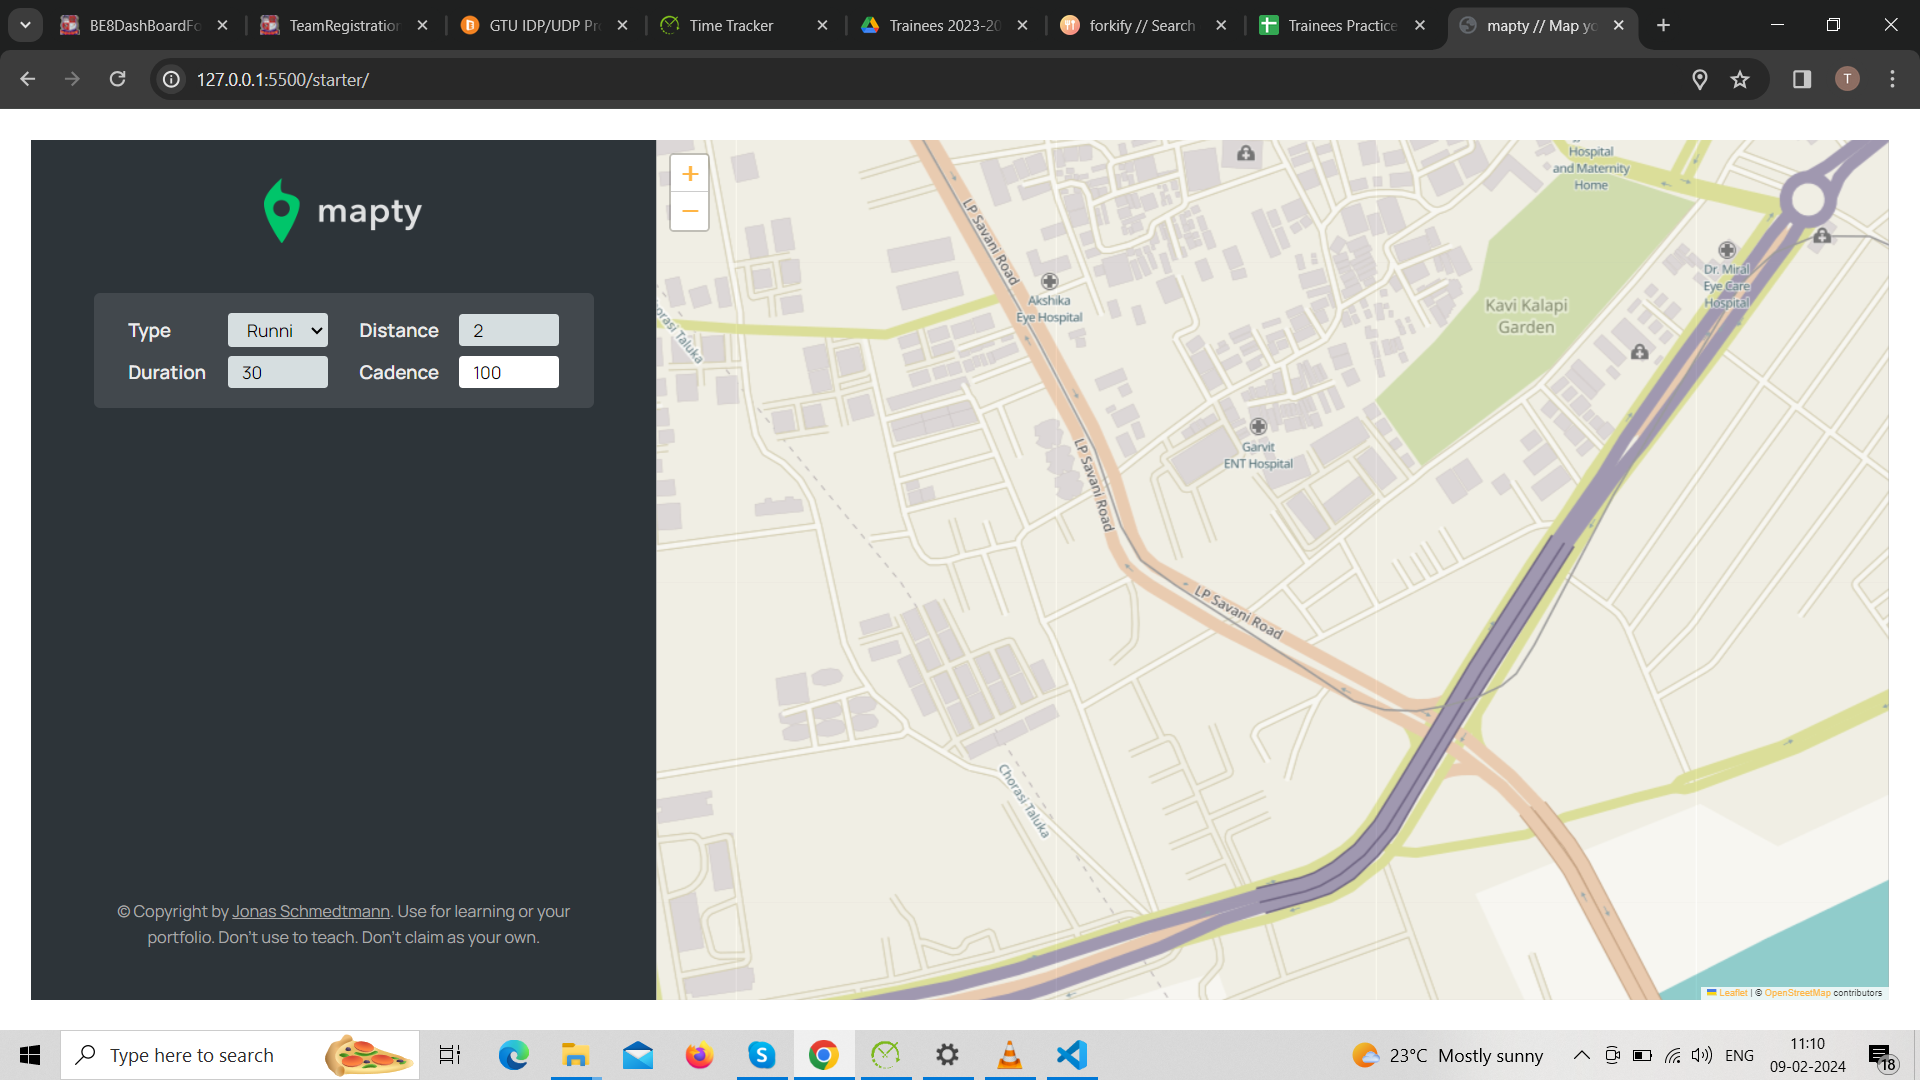 BE8DashBoardFo
TeamRegistration
GTU IDP/UDP Pr
Time Tracker
Trainees 2023-20
forkify // Search
Trainees Practice
mapty // Map yo
127.0.0.1:5500/starter/
T
mapty
Type
Runni
Distance
2
Duration
30
Cadence
100
© Copyright by Jonas Schmedtmann. Use for learning or your
portfolio. Don't use to teach. Don't claim as your own.
+
−
LP Savani Road
Akshika
Eye Hospital
Hospital
and Maternity
Home
Dr. Miral
Eye Care
Hospital
Kavi Kalapi
Garden
orasi Taluka
Garvit
ENT Hospital
LP Savani Road
LP Savani Road
Chorasi Taluka
Leaflet | © OpenStreetMap contributors
Type here to search
23°C Mostly sunny
ENG
11:10
09-02-2024
18